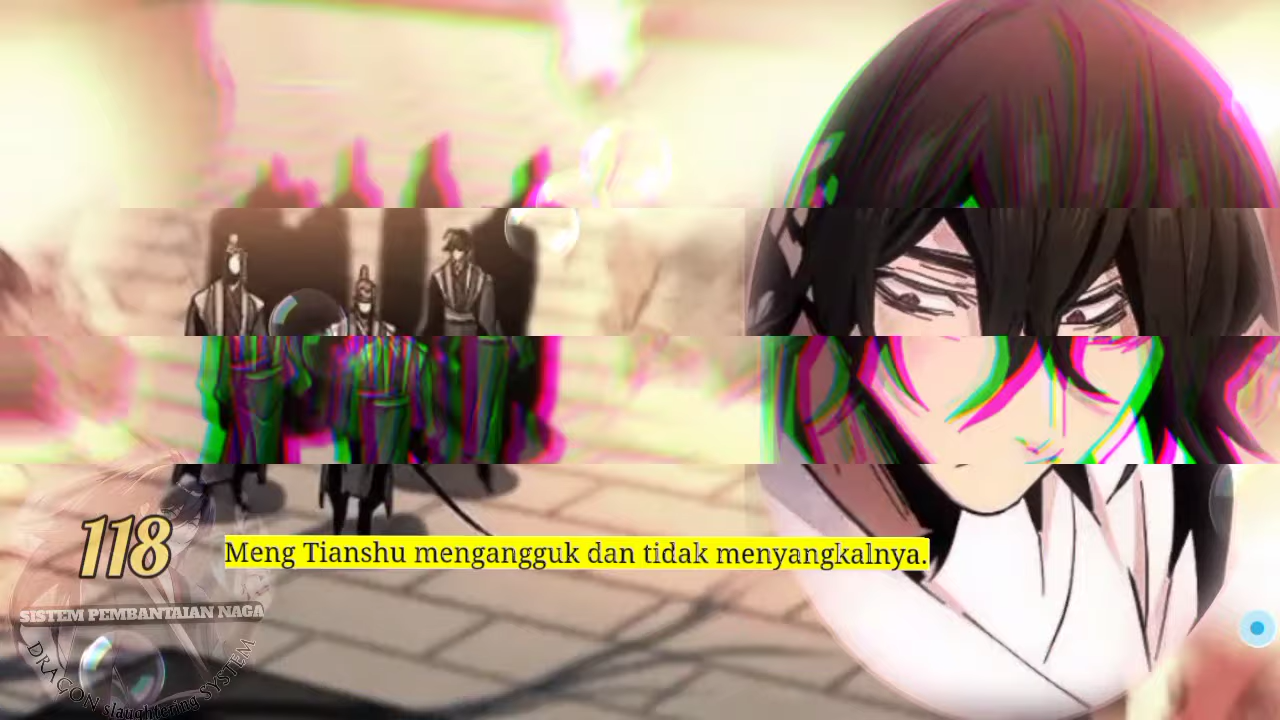 118
Meng Tianshu mengangguk dan tidak menyangkalnya.
SISTEM PEMBANTAIAN NAGA
DRAGON slaughtering SYSTEM